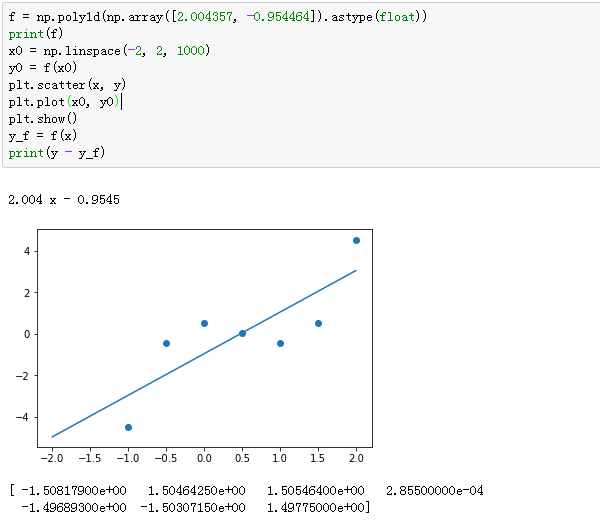 f = np.poly1d(np.array([2.004357, -0.954464]).astype(float))
print(f)
x0 = np.linspace(-2, 2, 1000)
y0 = f(x0)
plt.scatter(x, y)
plt.plot(x0, y0)
plt.show()
y_f = f(x)
print(y - y_f)
2.004 x - 0.9545
4
2
0
−2
−4
−2.0 −1.5 −1.0 −0.5 0.0 0.5 1.0 1.5 2.0
[ -1.50817900e+00 1.50464250e+00 1.50546400e+00 2.85500000e-04
-1.49689300e+00 -1.50307150e+00 1.49775000e+00]